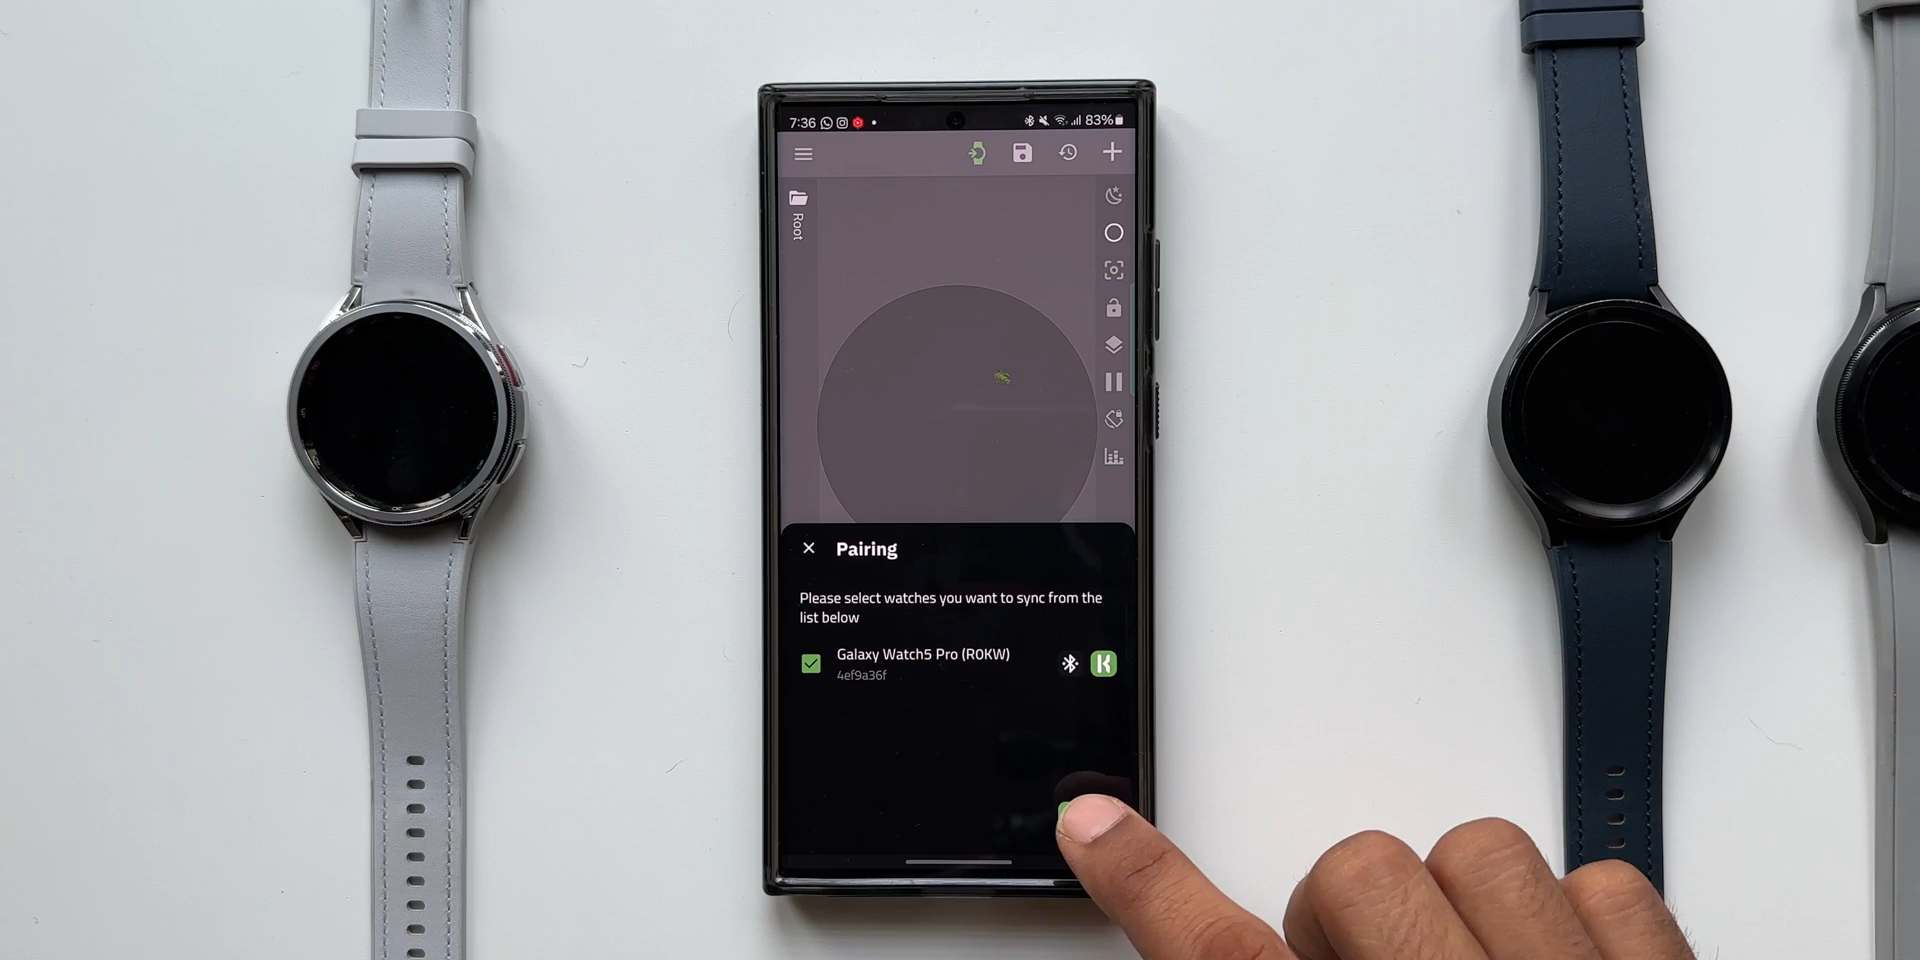 7:36
83%
Root
Pairing
Please select watches you want to sync from the
list below
Galaxy Watch5 Pro (R0KW)
4ef9a36f